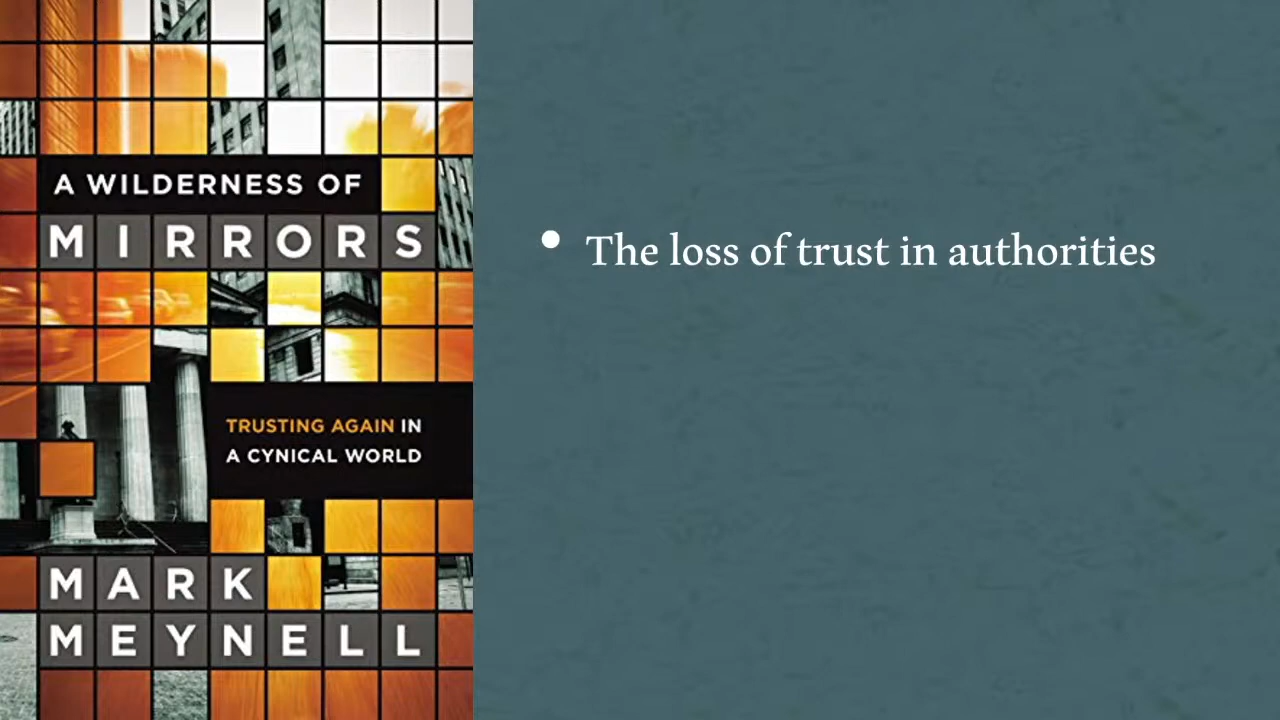 A WILDERNESS OF
MIRRORS
TRUSTING AGAIN IN
A CYNICAL WORLD
MARK
MEYNELL
• The loss of trust in authorities